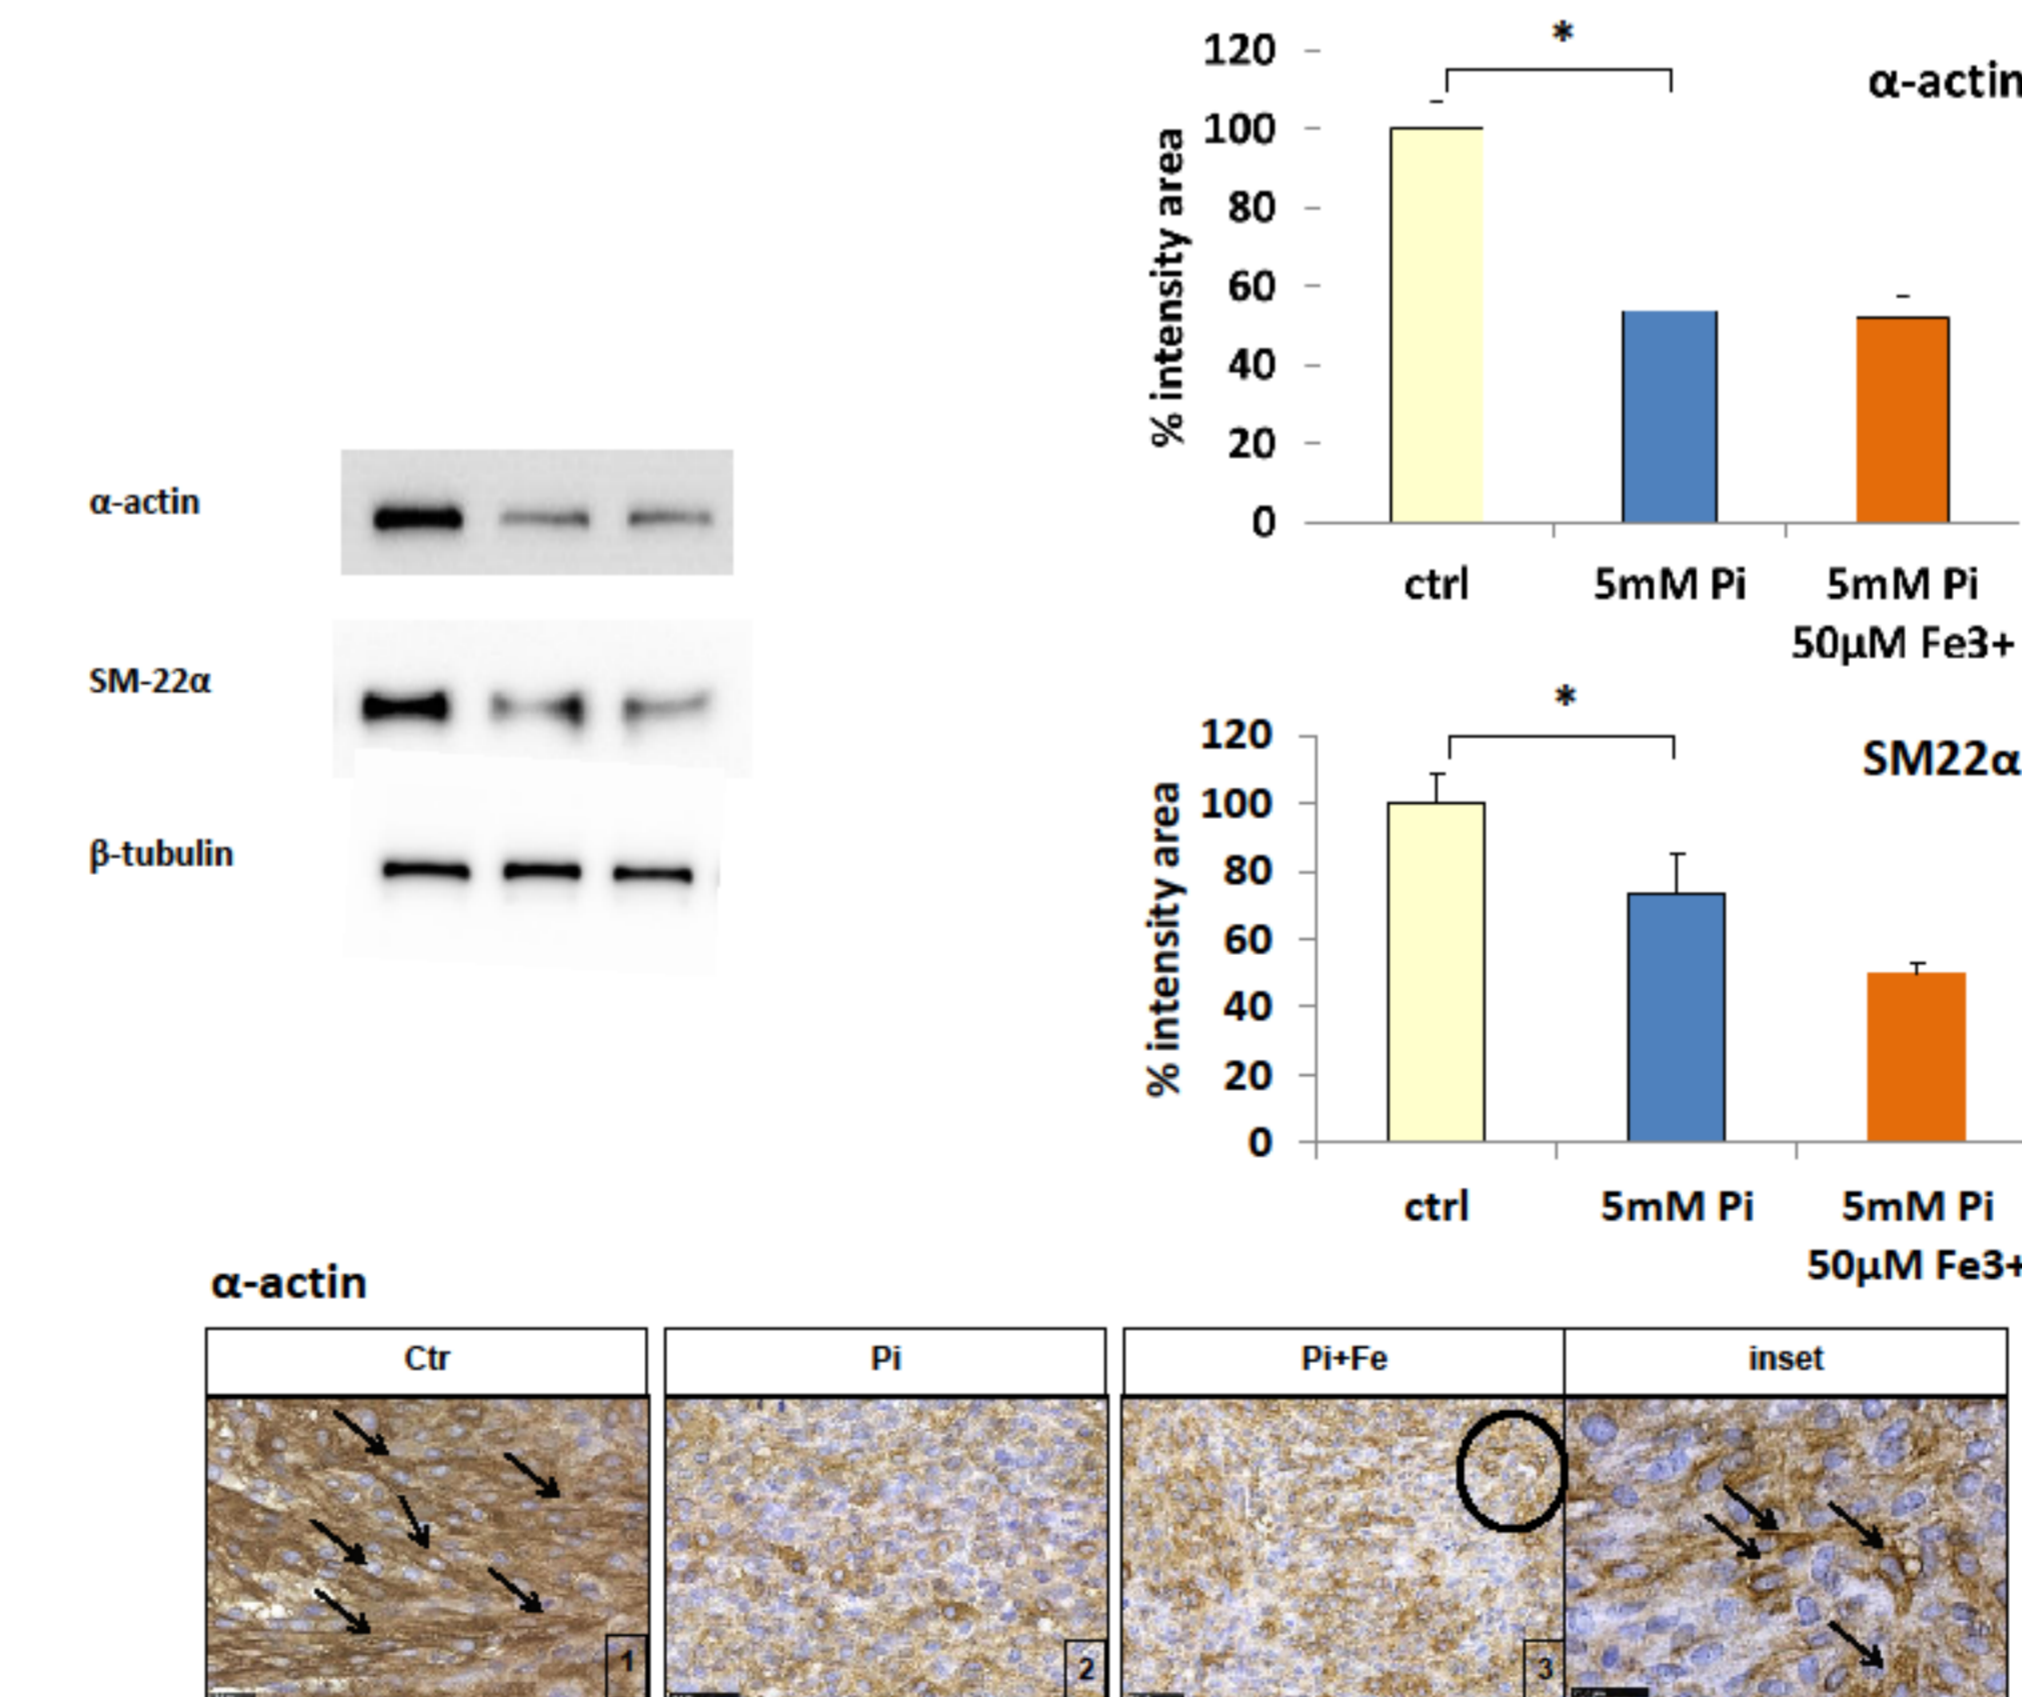 α-actin
SM-22α
β-tubulin
*
α-actin
% intensity area
120
100
80
60
40
20
0
ctrl
5mM Pi
5mM Pi
50μM Fe3+
*
SM22α
% intensity area
120
100
80
60
40
20
0
ctrl
5mM Pi
5mM Pi
50μM Fe3+
α-actin
Ctr
Pi
Pi+Fe
inset
1
2
3